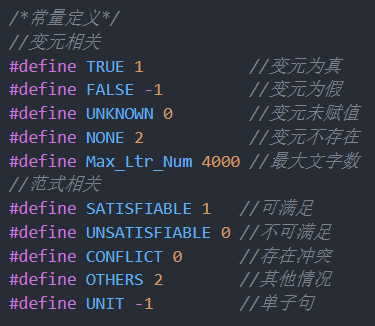 /*常量定义*/
//变元相关
#define TRUE 1 //变元为真
#define FALSE -1 //变元为假
#define UNKNOWN 0 //变元未赋值
#define NONE 2 //变元不存在
#define Max_Ltr_Num 4000 //最大文字数
//范式相关
#define SATISFIABLE 1 //可满足
#define UNSATISFIABLE 0 //不可满足
#define CONFLICT 0 //存在冲突
#define OTHERS 2 //其他情况
#define UNIT -1 //单子句